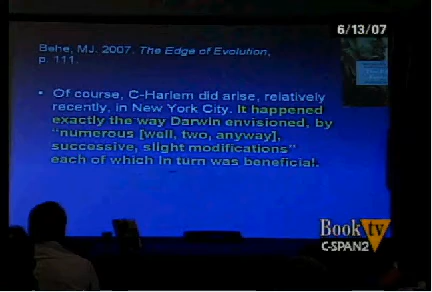 6/13/07
Behe, MJ. 2007. The Edge of Evolution,
p. 111.
• Of course, C-Harlem did arise, relatively
recently, in New York City. It happened
exactly the way Darwin envisioned, by
"numerous [well, two, anyway],
successive, slight modifications"
each of which in turn was beneficial.
Book tv
C-SPAN2